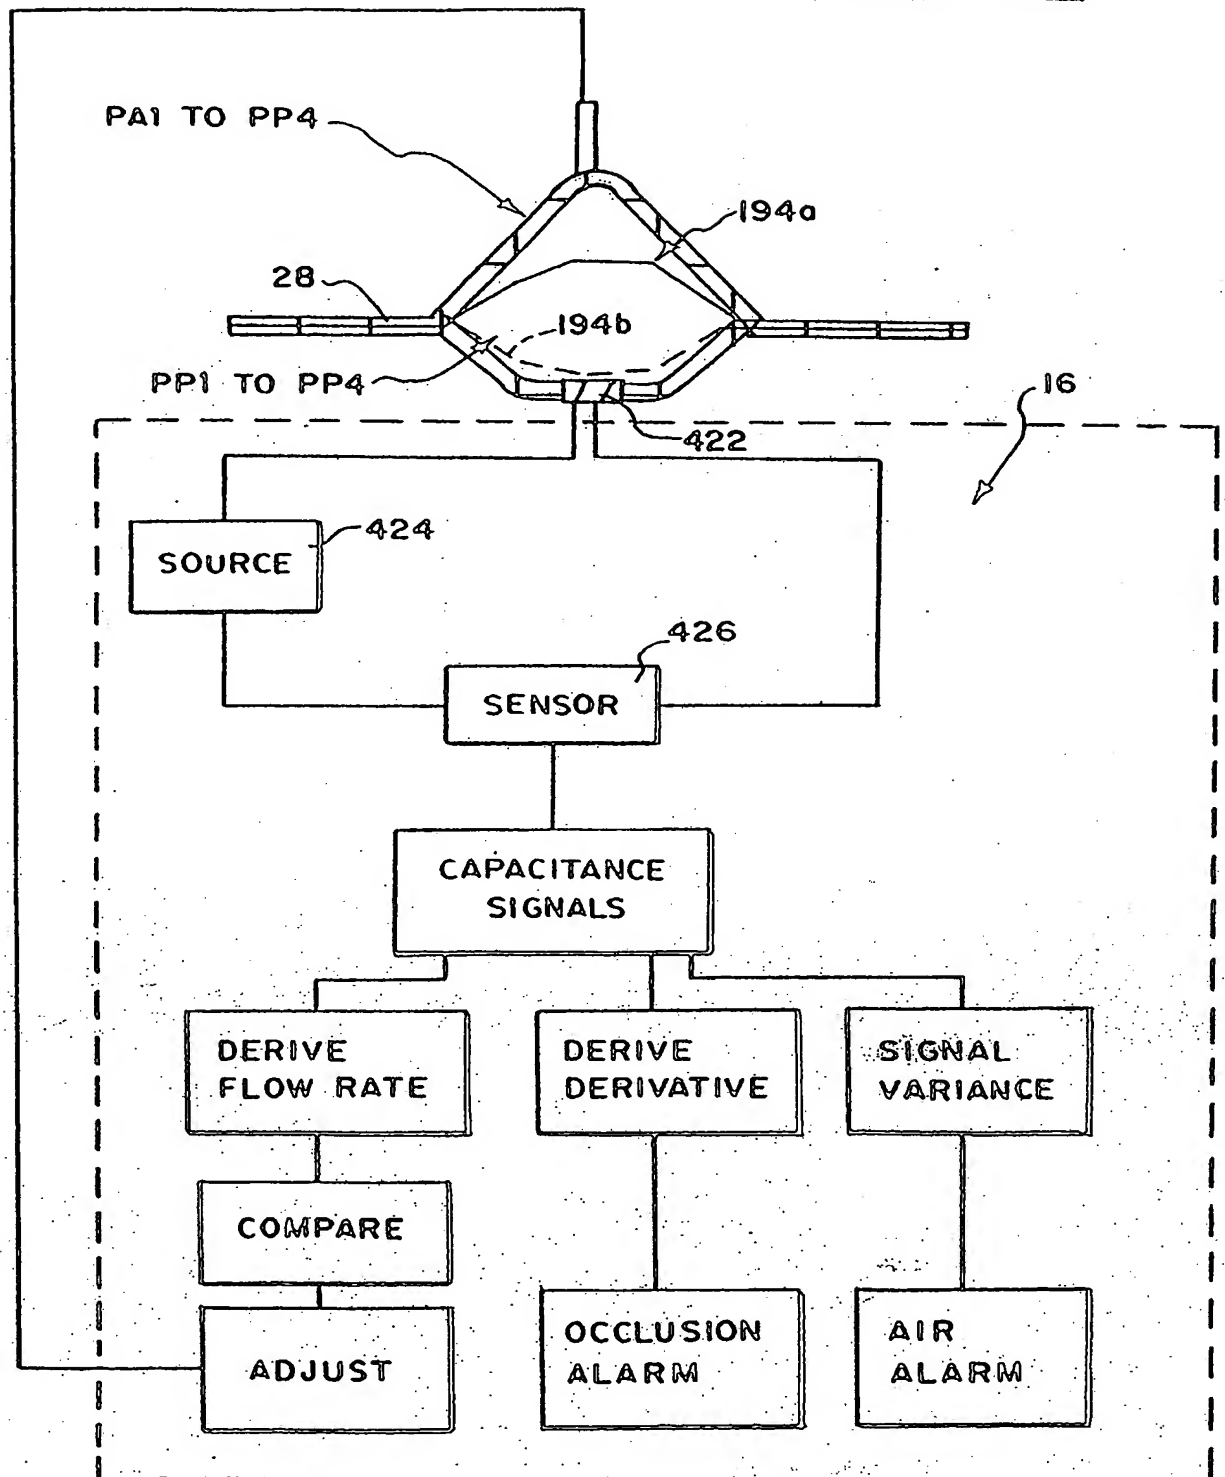 PA1 TO PP4
194a
28
194b
PP1 TO PP4
16
422
424
SOURCE
426
SENSOR
CAPACITANCE
SIGNALS
DERIVE
FLOW RATE
DERIVE
DERIVATIVE
SIGNAL
VARIANCE
COMPARE
ADJUST
OCCLUSION
ALARM
AIR
ALARM